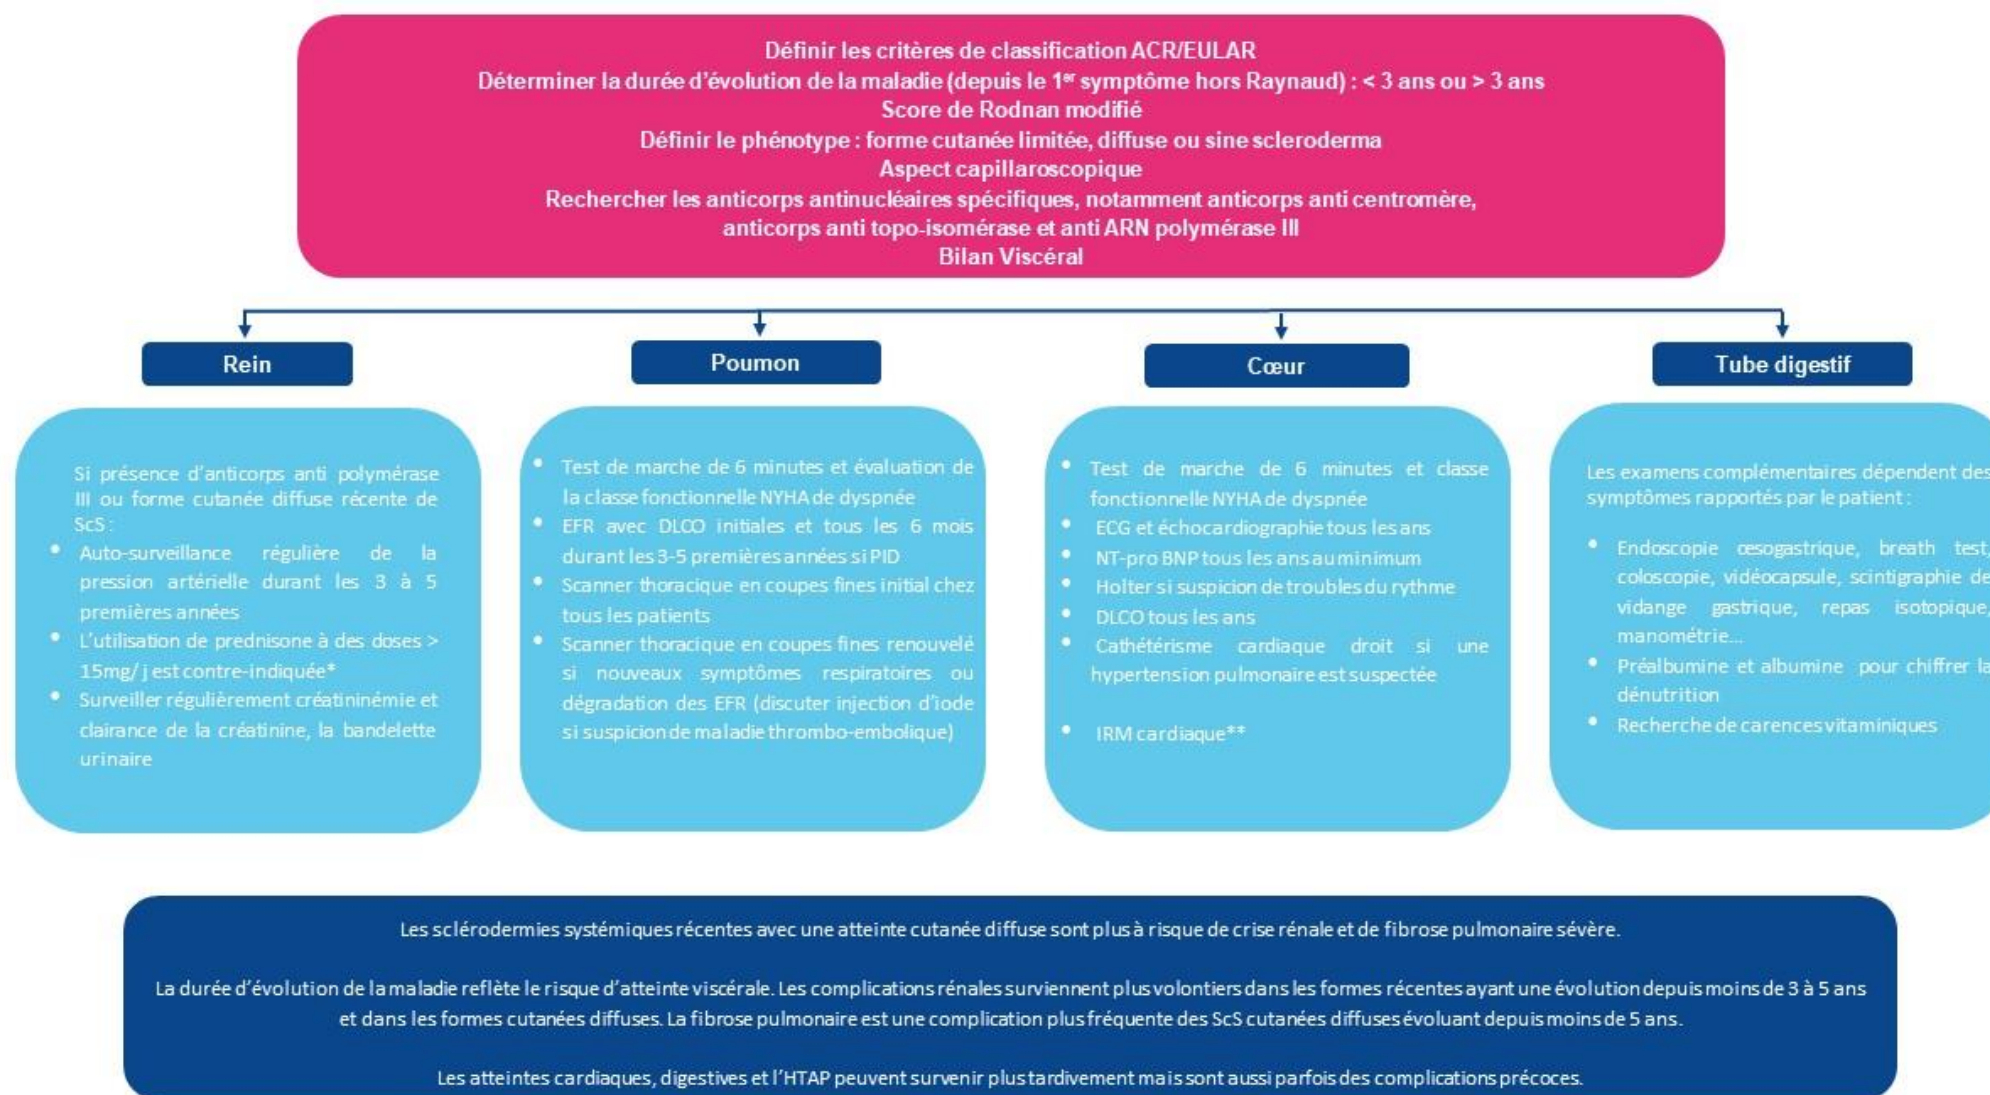 Définir les critères de classification ACR/EULAR
Déterminer la durée d'évolution de la maladie (depuis le 1er symptôme hors Raynaud) : < 3 ans ou > 3 ans
Score de Rodnan modifié
Définir le phénotype : forme cutanée limitée, diffuse ou sine scleroderma
Aspect capillaroscopique
Rechercher les anticorps antinucléaires spécifiques, notamment anticorps anti centromère,
anticorps anti topo-isomérase et anti ARN polymérase III
Bilan Viscéral
Rein
Si présence d'anticorps anti polymérase
III ou forme cutanée diffuse récente de
ScS :
• Auto-surveillance régulière de la
pression artérielle durant les 3 à 5
premières années
• L'utilisation de prednisone à des doses >
15mg/ j est contre-indiquée*
• Surveiller régulièrement créatininémie et
clairance de la créatinine, la bandelette
urinaire
Poumon
• Test de marche de 6 minutes et évaluation de
la classe fonctionnelle NYHA de dyspnée
• EFR avec DLCO initiales et tous les 6 mois
durant les 3-5 premières années si PID
• Scanner thoracique en coupes fines initial chez
tous les patients
• Scanner thoracique en coupes fines renouvelé
si nouveaux symptômes respiratoires ou
dégradation des EFR (discuter injection d'iode
si suspicion de maladie thrombo-embolique)
Cœur
• Test de marche de 6 minutes et classe
fonctionnelle NYHA de dyspnée
• ECG et échocardiographie tous les ans
• NT-pro BNP tous les ans au minimum
• Holter si suspicion de troubles du rythme
• DLCO tous les ans
• Cathétérisme cardiaque droit si une
hypertension pulmonaire est suspectée
• IRM cardiaque**
Tube digestif
Les examens complémentaires dépendent des
symptômes rapportés par le patient :
• Endoscopie œsogastrique, breath test,
coloscopie, vidéocapsule, scintigraphie de
vidange gastrique, repas isotopique,
manométrie...
• Préalbumine et albumine pour chiffrer la
dénutrition
• Recherche de carences vitaminiques
Les sclérodermies systémiques récentes avec une atteinte cutanée diffuse sont plus à risque de crise rénale et de fibrose pulmonaire sévère.
La durée d'évolution de la maladie reflète le risque d'atteinte viscérale. Les complications rénales surviennent plus volontiers dans les formes récentes ayant une évolution depuis moins de 3 à 5 ans
et dans les formes cutanées diffuses. La fibrose pulmonaire est une complication plus fréquente des ScS cutanées diffuses évoluant depuis moins de 5 ans.
Les atteintes cardiaques, digestives et l'HTAP peuvent survenir plus tardivement mais sont aussi parfois des complications précoces.